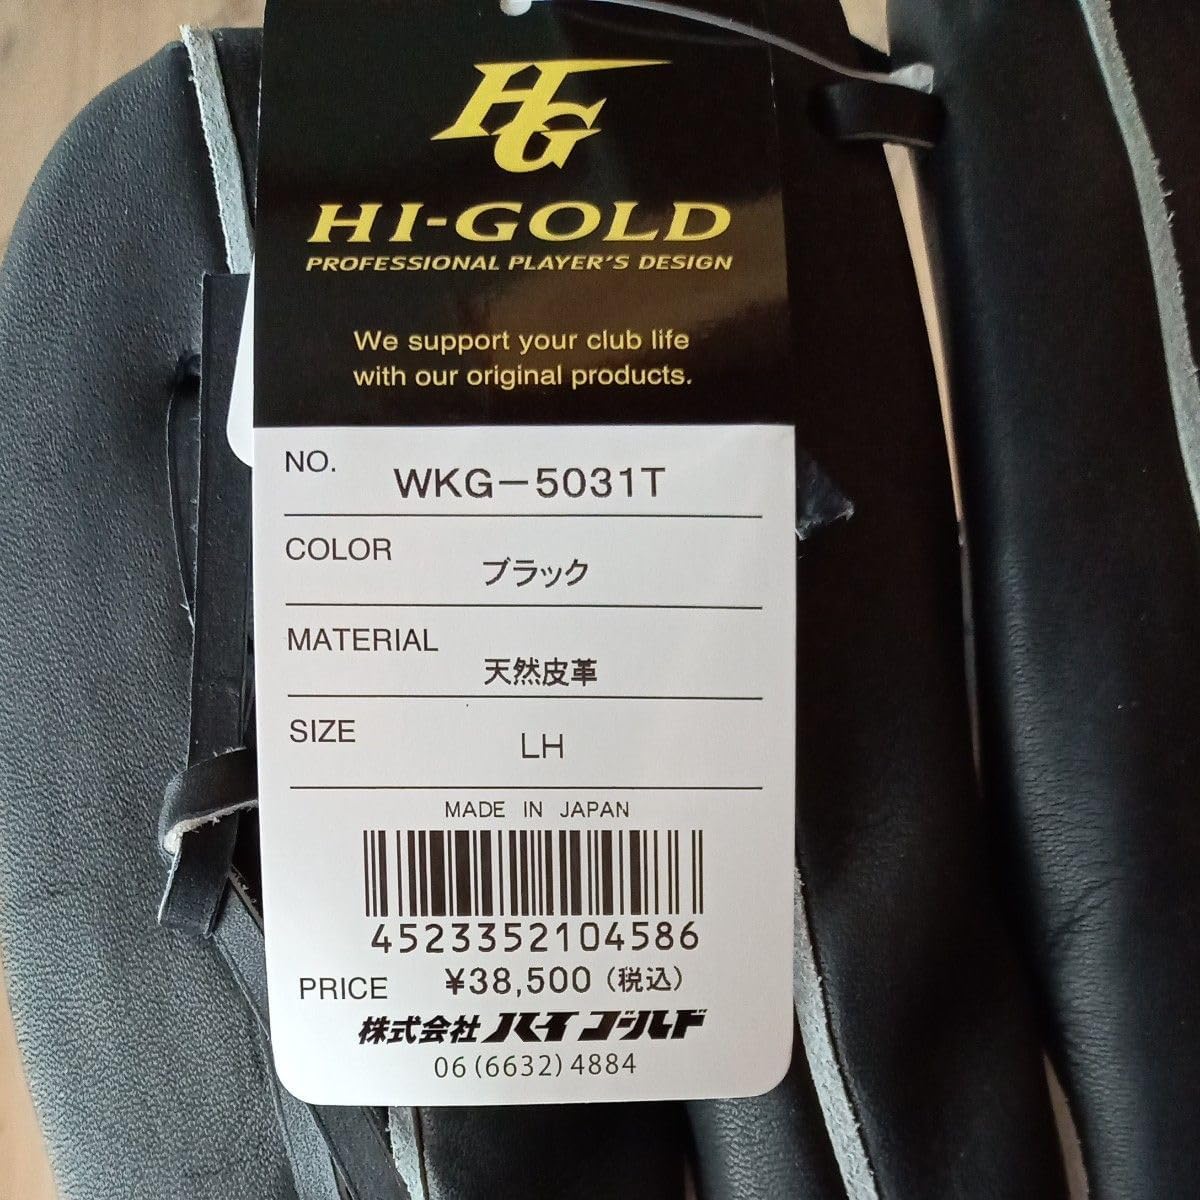 HG
HI-GOLD
PROFESSIONAL PLAYER'S DESIGN
We support your club life
with our original products.
NO. WKG-5031T
COLOR ブラック
MATERIAL 天然皮革
SIZE LH
MADE IN JAPAN
4523352104586
PRICE ¥38,500（税込）
株式会社 ハイ ゴールド
06(6632)4884